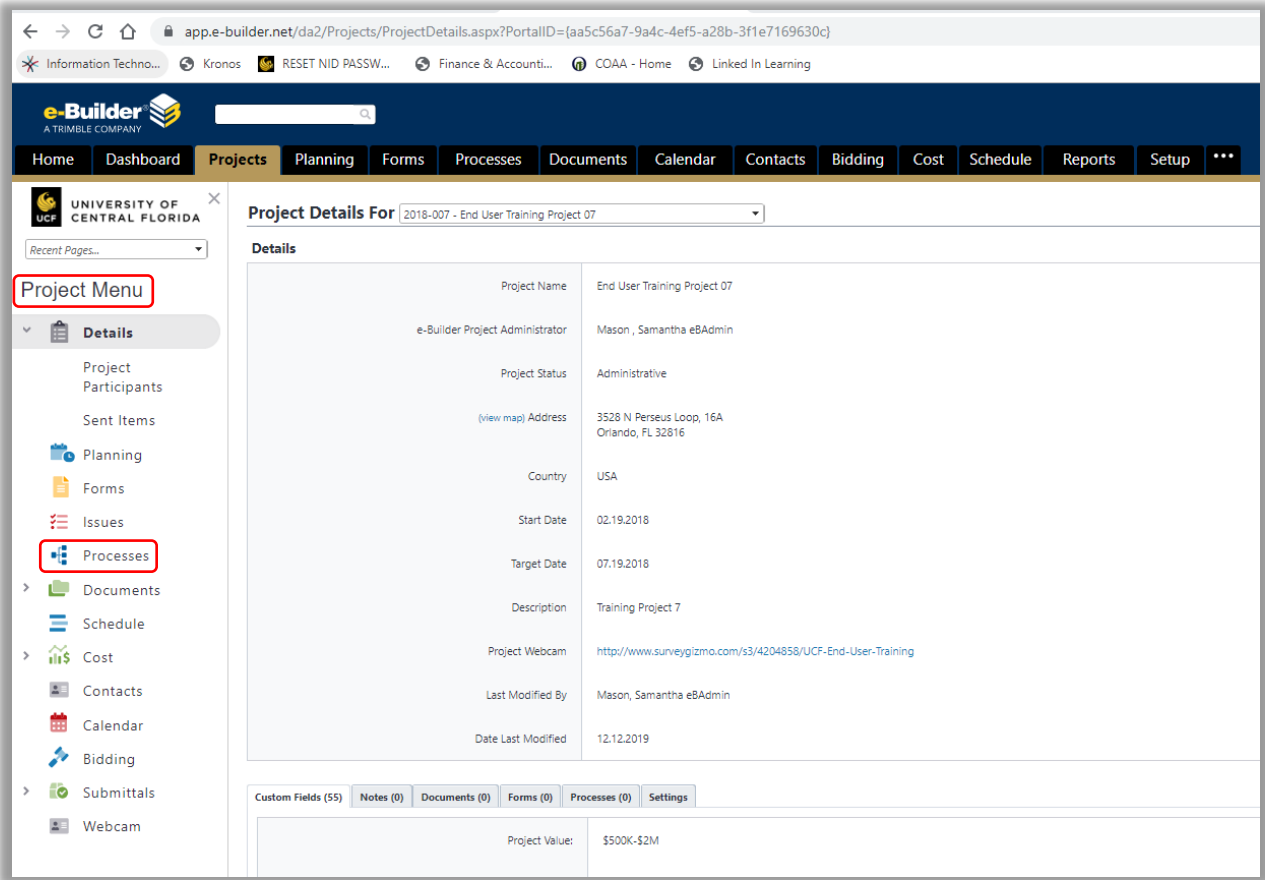 app.e-builder.net/da2/Projects/ProjectDetails.aspx?PortalID={aa5c56a7-9a4c-4ef5-a28b-3f1e7169630c}
Information Techno... Kronos RESET NID PASSW... Finance & Accounti... COAA - Home Linked In Learning
e-Builder
A TRIMBLE COMPANY
Home Dashboard Projects Planning Forms Processes Documents Calendar Contacts Bidding Cost Schedule Reports Setup •••
UCF
UNIVERSITY OF
CENTRAL FLORIDA
Recent Pages...
Project Menu
Details
Project
Participants
Sent Items
Planning
Forms
Issues
Processes
Documents
Schedule
Cost
Contacts
Calendar
Bidding
Submittals
Webcam
Project Details For 2018-007 - End User Training Project 07
Details
Project Name End User Training Project 07
e-Builder Project Administrator Mason , Samantha eBAdmin
Project Status Administrative
(view map) Address 3528 N Perseus Loop, 16A
Orlando, FL 32816
Country USA
Start Date 02.19.2018
Target Date 07.19.2018
Description Training Project 7
Project Webcam http://www.surveygizmo.com/s3/4204858/UCF-End-User-Training
Last Modified By Mason, Samantha eBAdmin
Date Last Modified 12.12.2019
Custom Fields (55) Notes (0) Documents (0) Forms (0) Processes (0) Settings
Project Value: $500K-$2M